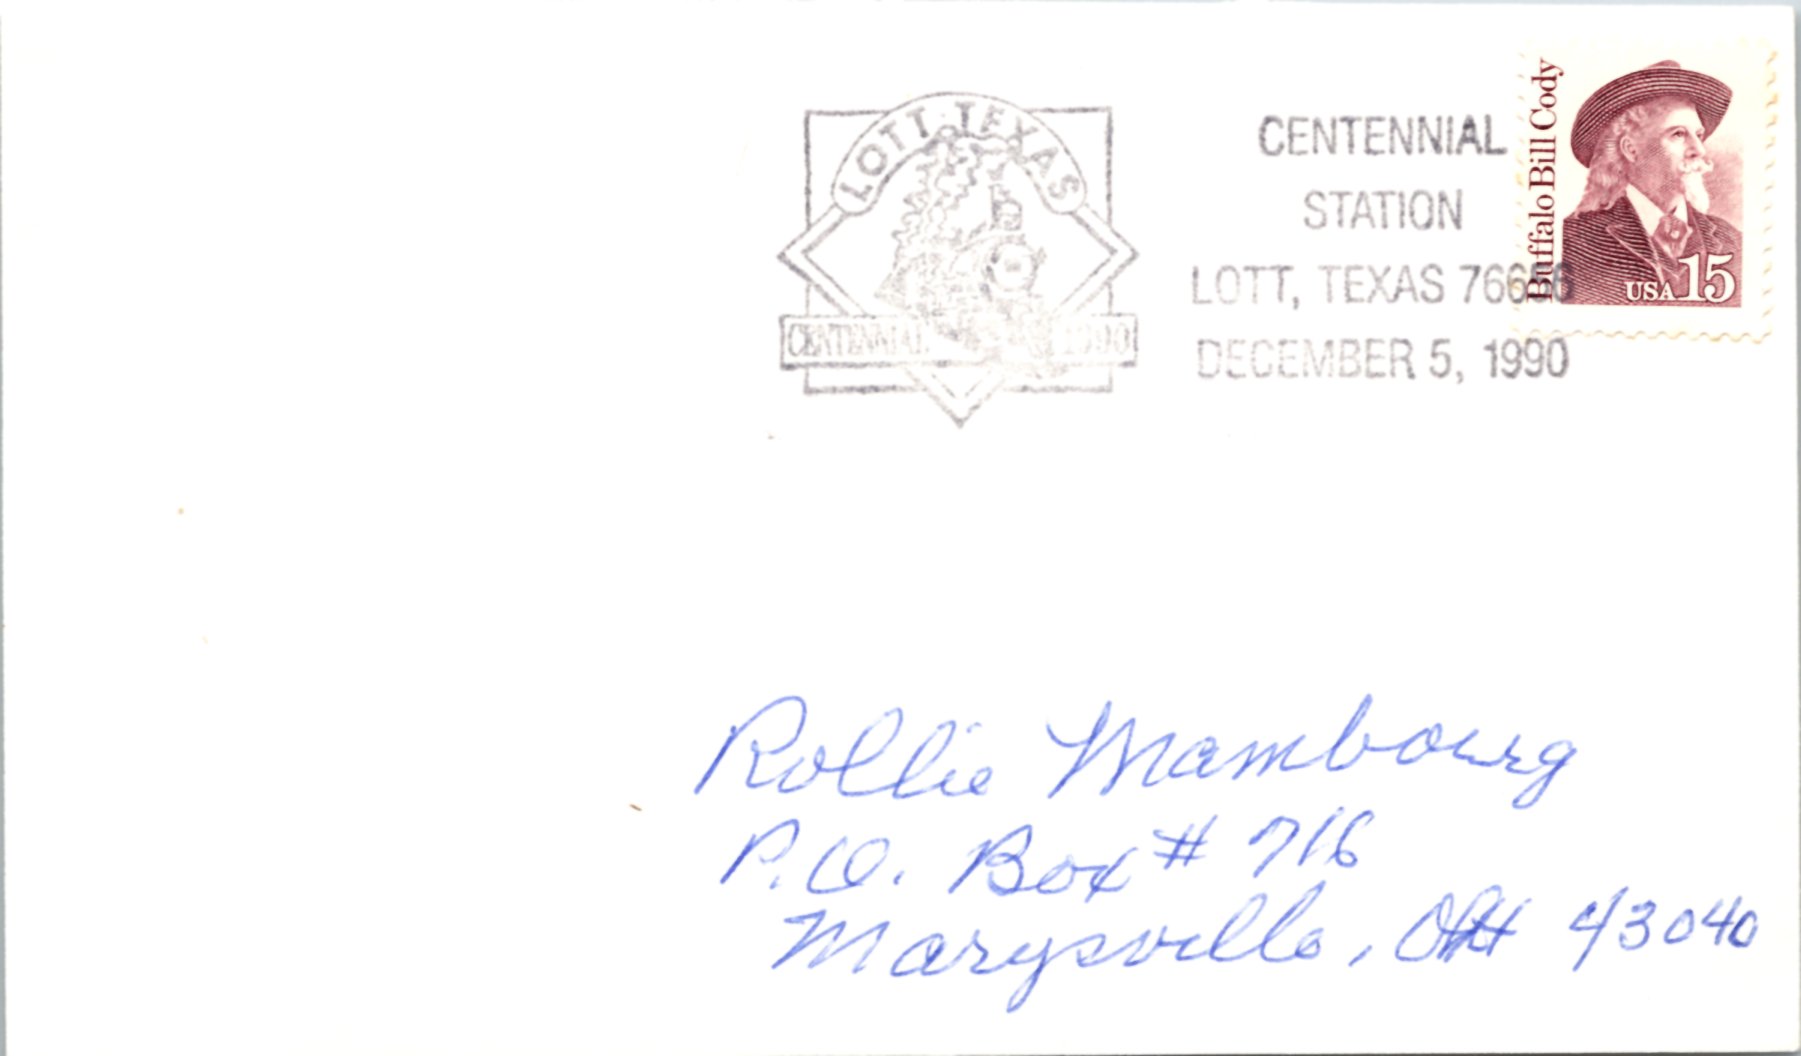 LOTT, TEXAS
CENTENNIAL 1990
CENTENNIAL
STATION
LOTT, TEXAS 76656
DECEMBER 5, 1990
Buffalo Bill Cody
USA 15
Rollie Mambourg
P.O. Box # 716
Marysville, OH 43040